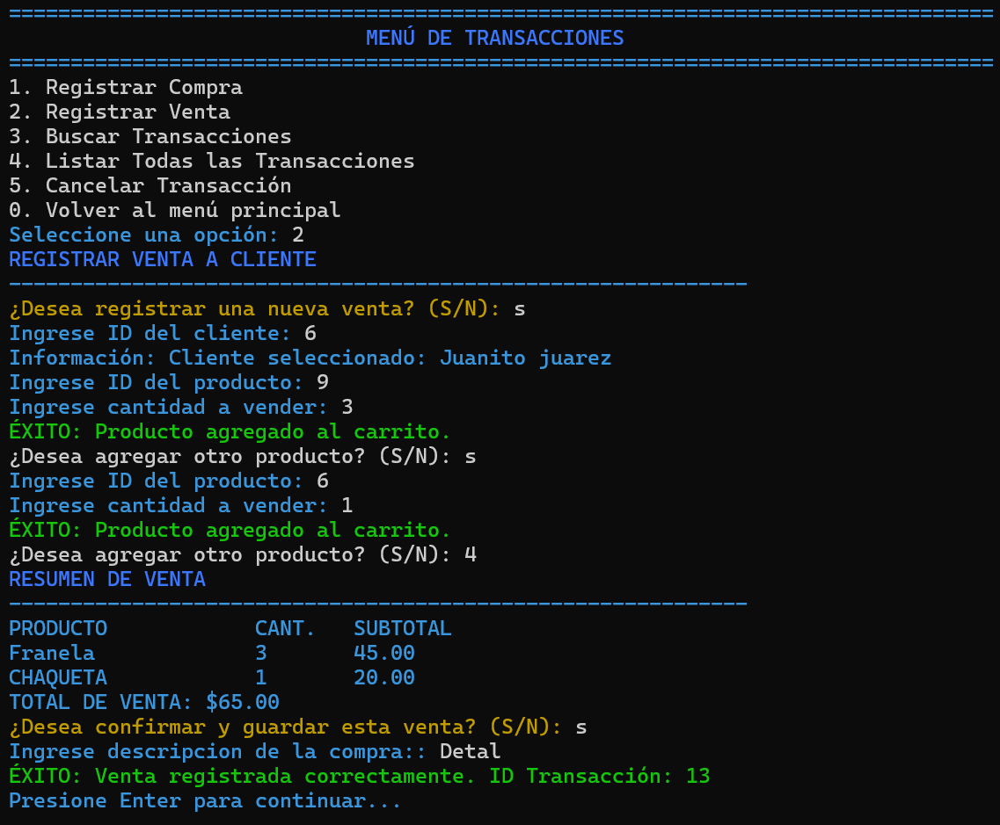 ================================================================================
MENÚ DE TRANSACCIONES
================================================================================
1. Registrar Compra
2. Registrar Venta
3. Buscar Transacciones
4. Listar Todas las Transacciones
5. Cancelar Transacción
0. Volver al menú principal
Seleccione una opción: 2
REGISTRAR VENTA A CLIENTE
------------------------------------------------------------
¿Desea registrar una nueva venta? (S/N): s
Ingrese ID del cliente: 6
Información: Cliente seleccionado: Juanito juarez
Ingrese ID del producto: 9
Ingrese cantidad a vender: 3
ÉXITO: Producto agregado al carrito.
¿Desea agregar otro producto? (S/N): s
Ingrese ID del producto: 6
Ingrese cantidad a vender: 1
ÉXITO: Producto agregado al carrito.
¿Desea agregar otro producto? (S/N): 4
RESUMEN DE VENTA
------------------------------------------------------------
PRODUCTO            CANT.   SUBTOTAL
Franela             3       45.00
CHAQUETA            1       20.00
TOTAL DE VENTA: $65.00
¿Desea confirmar y guardar esta venta? (S/N): s
Ingrese descripcion de la compra:: Detal
ÉXITO: Venta registrada correctamente. ID Transacción: 13
Presione Enter para continuar...